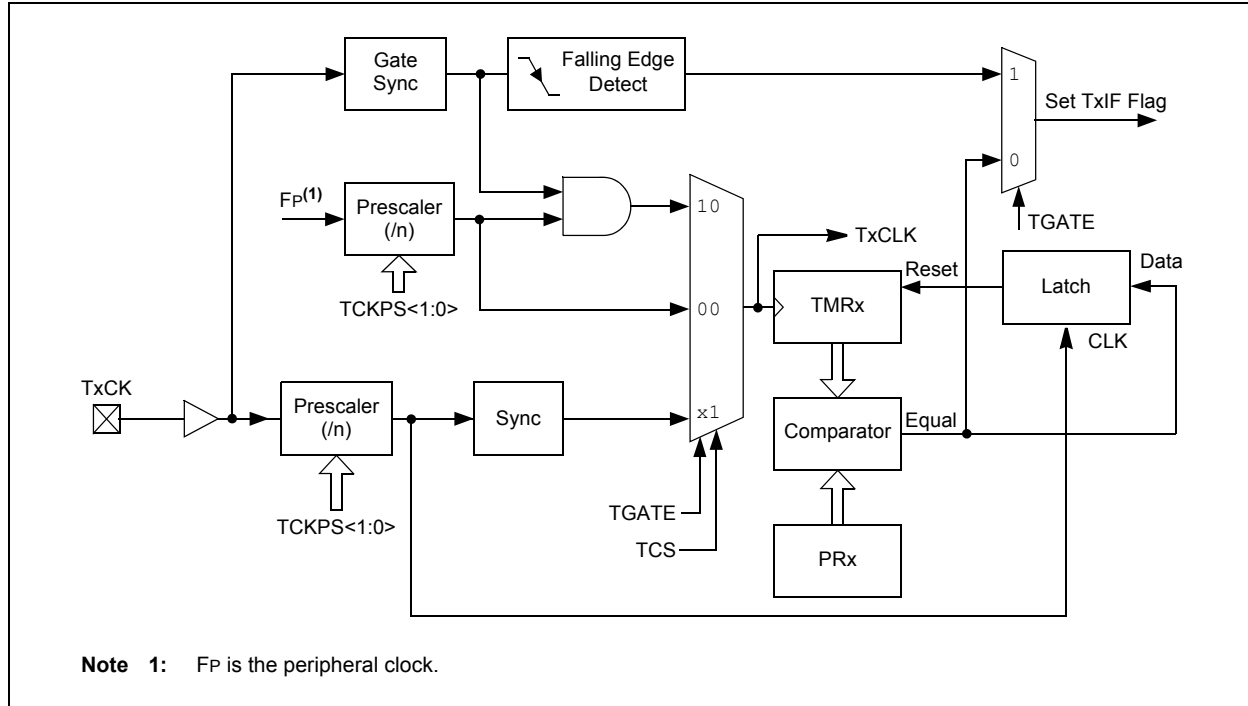 Gate
Sync
Falling Edge
Detect
1
Set TxIF Flag
0
FP(1)
Prescaler
(/n)
10
TGATE
TCKPS<1:0>
TxCLK
Reset
Latch
Data
00
TMRx
CLK
TxCK
Prescaler
(/n)
Sync
x1
Comparator
Equal
TCKPS<1:0>
TGATE
TCS
PRx
Note 1: FP is the peripheral clock.